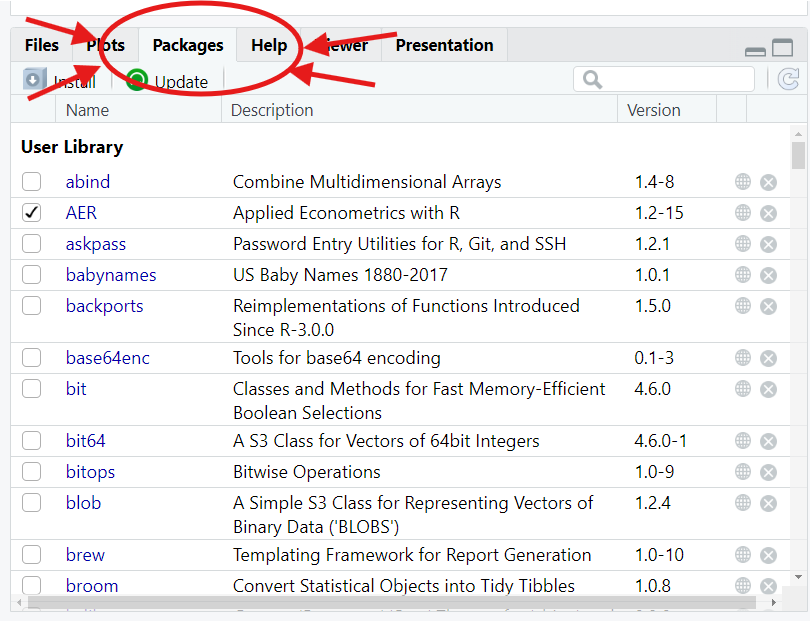 Files Plots Packages Help Viewer Presentation
Install Update
Name Description Version
User Library
abind Combine Multidimensional Arrays 1.4-8
AER Applied Econometrics with R 1.2-15
askpass Password Entry Utilities for R, Git, and SSH 1.2.1
babynames US Baby Names 1880-2017 1.0.1
backports Reimplementations of Functions Introduced 1.5.0
Since R-3.0.0
base64enc Tools for base64 encoding 0.1-3
bit Classes and Methods for Fast Memory-Efficient 4.6.0
Boolean Selections
bit64 A S3 Class for Vectors of 64bit Integers 4.6.0-1
bitops Bitwise Operations 1.0-9
blob A Simple S3 Class for Representing Vectors of 1.2.4
Binary Data ('BLOBS')
brew Templating Framework for Report Generation 1.0-10
broom Convert Statistical Objects into Tidy Tibbles 1.0.8